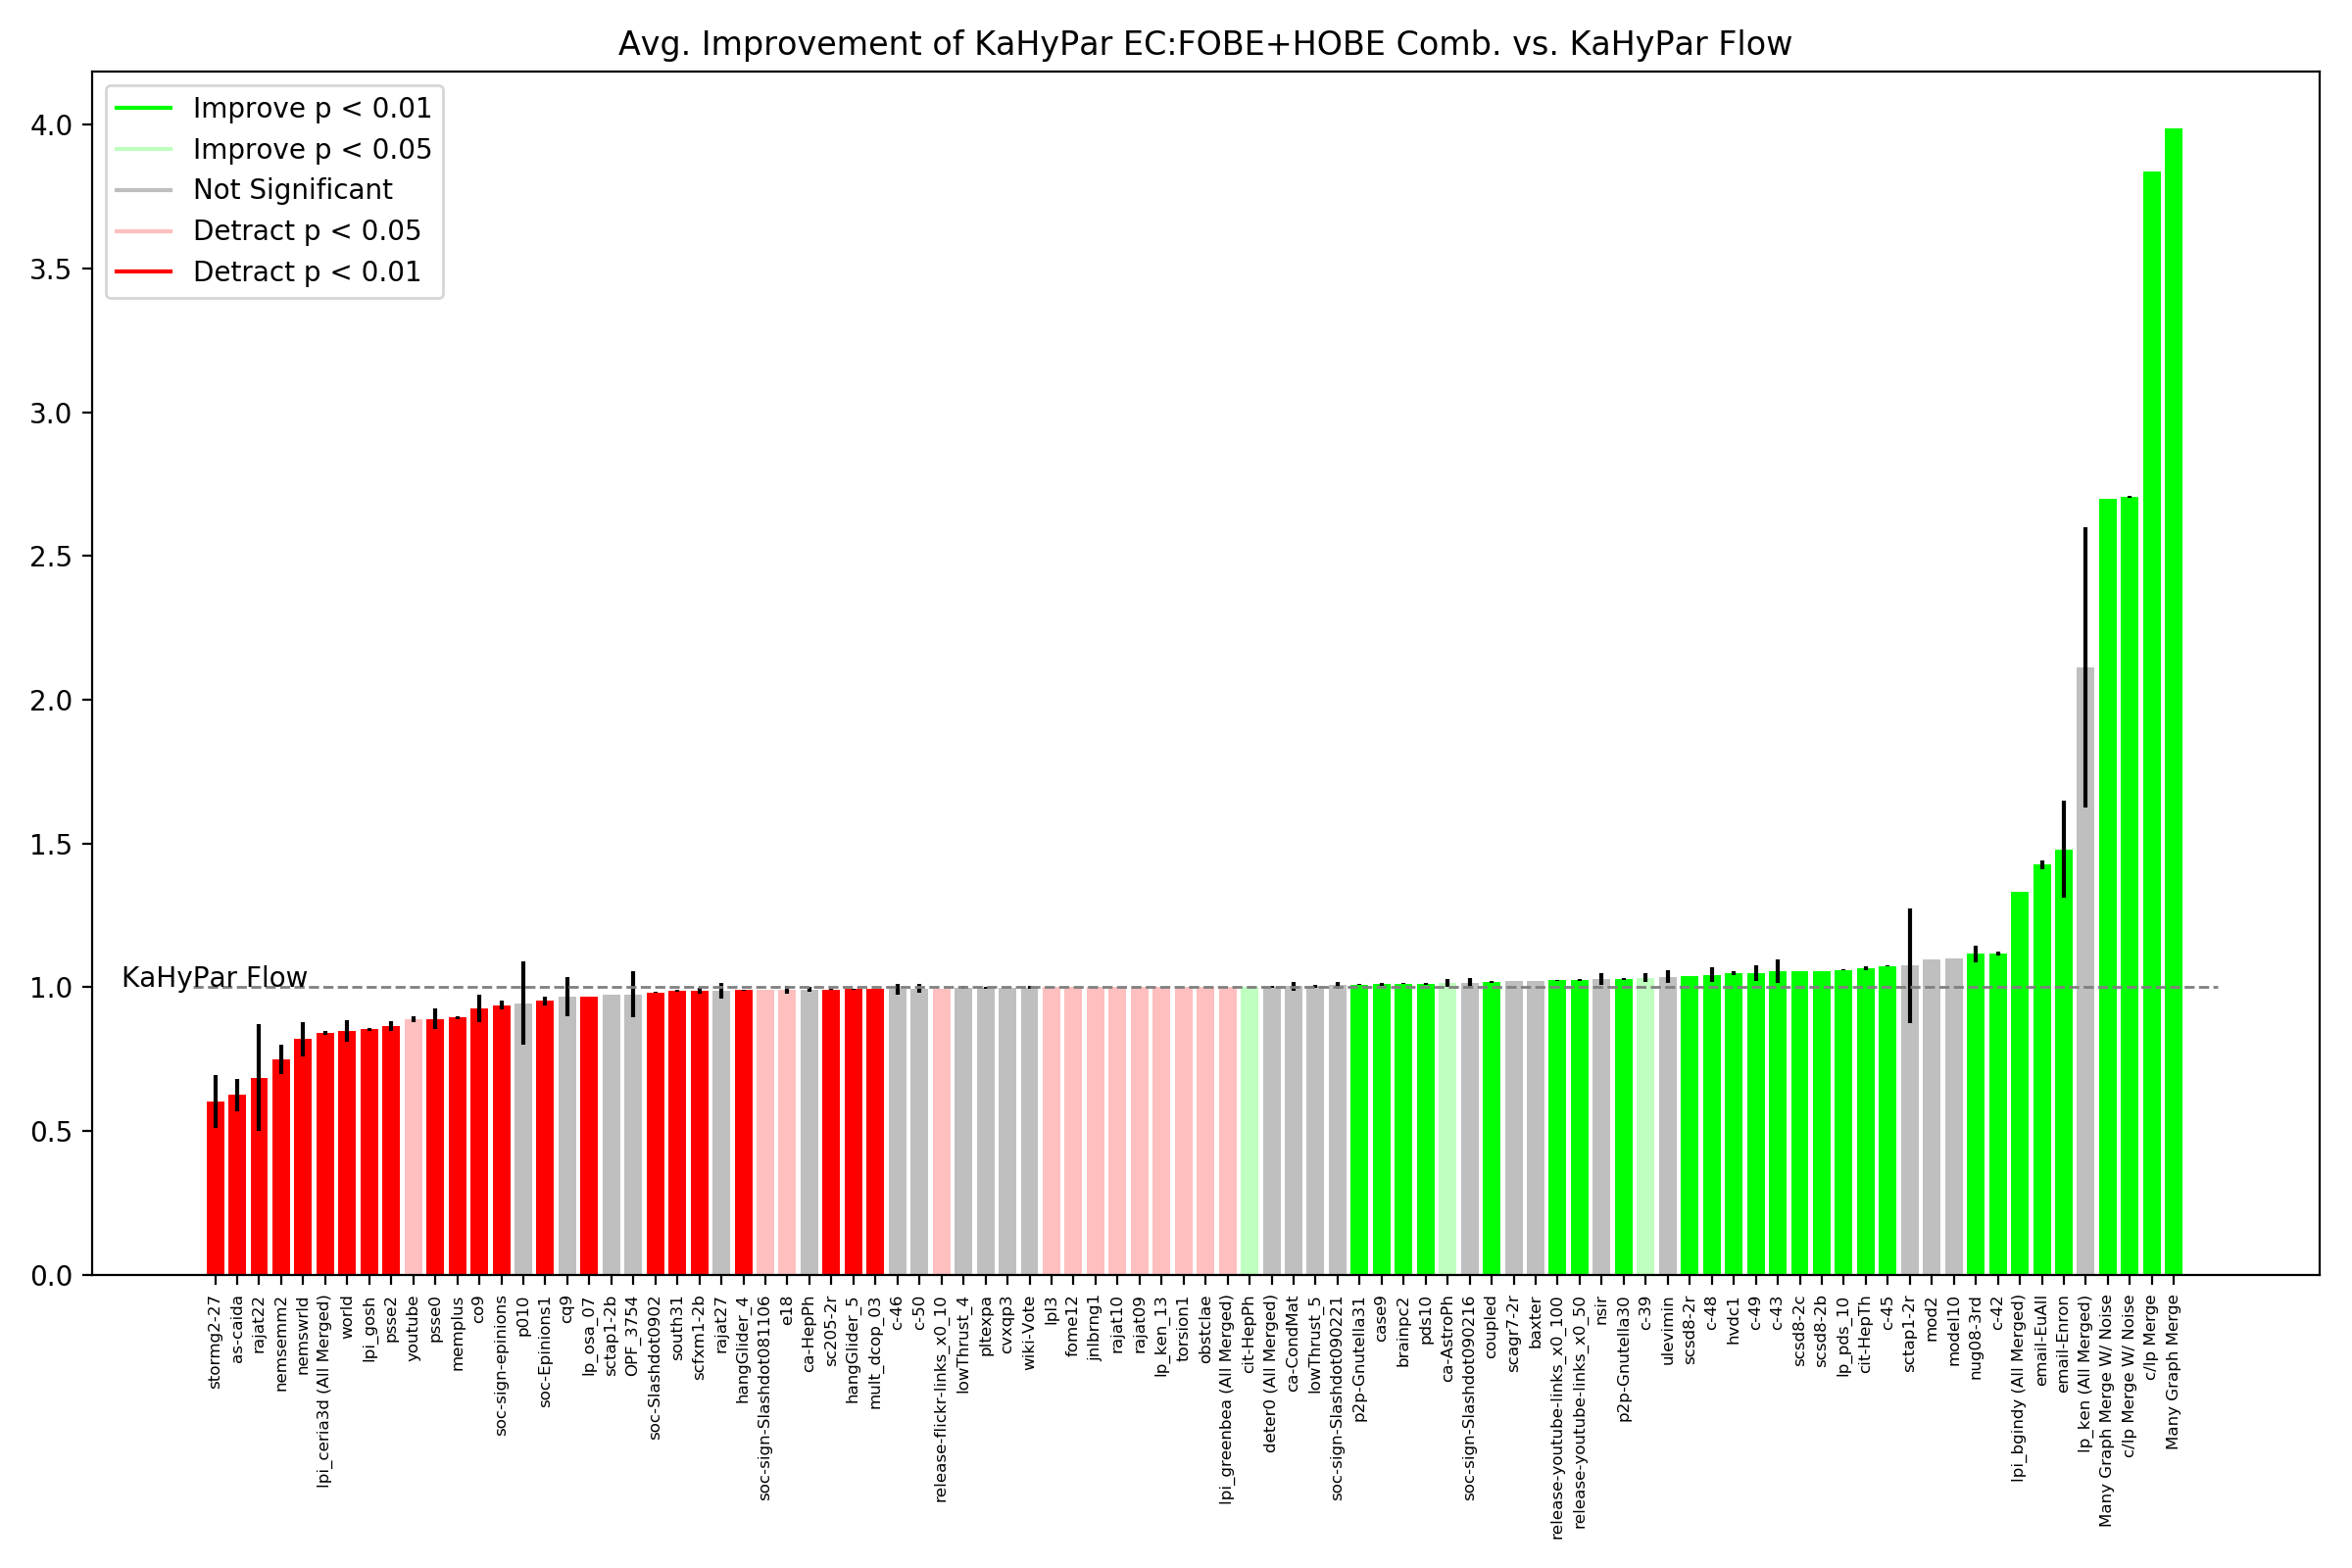 Avg. Improvement of KaHyPar EC:FOBE+HOBE Comb. vs. KaHyPar Flow
Improve p < 0.01
Improve p < 0.05
Not Significant
Detract p < 0.05
Detract p < 0.01
4.0
3.5
3.0
2.5
2.0
1.5
1.0
0.5
0.0
KaHyPar Flow
stormg2-27
as-caida
rajat22
nemsemm2
nemswrld
lpi_ceria3d (All Merged)
world
lpi_gosh
psse2
youtube
psse0
memplus
co9
soc-sign-epinions
p010
soc-Epinions1
cq9
lp_osa_07
sctap1-2b
OPF_3754
soc-Slashdot0902
south31
scfxm1-2b
rajat27
hangGlider_4
soc-sign-Slashdot081106
e18
ca-HepPh
sc205-2r
hangGlider_5
mult_dcop_03
c-46
c-50
release-flickr-links_x0_10
lowThrust_4
pltexpa
cvxqp3
wiki-Vote
lpl3
fome12
jnlbrng1
rajat10
rajat09
lp_ken_13
torsion1
obstclae
lpi_greenbea (All Merged)
cit-HepPh
deter0 (All Merged)
ca-CondMat
lowThrust_5
soc-sign-Slashdot090221
p2p-Gnutella31
case9
brainpc2
pds10
ca-AstroPh
soc-sign-Slashdot090216
coupled
scagr7-2r
baxter
release-youtube-links_x0_100
release-youtube-links_x0_50
nsir
p2p-Gnutella30
c-39
ulevimin
scsd8-2r
c-48
hvdc1
c-49
c-43
scsd8-2c
scsd8-2b
lp_pds_10
cit-HepTh
c-45
sctap1-2r
mod2
model10
nug08-3rd
c-42
lpi_bgindy (All Merged)
email-EuAll
email-Enron
lp_ken (All Merged)
Many Graph Merge W/ Noise
c/lp Merge W/ Noise
c/lp Merge
Many Graph Merge